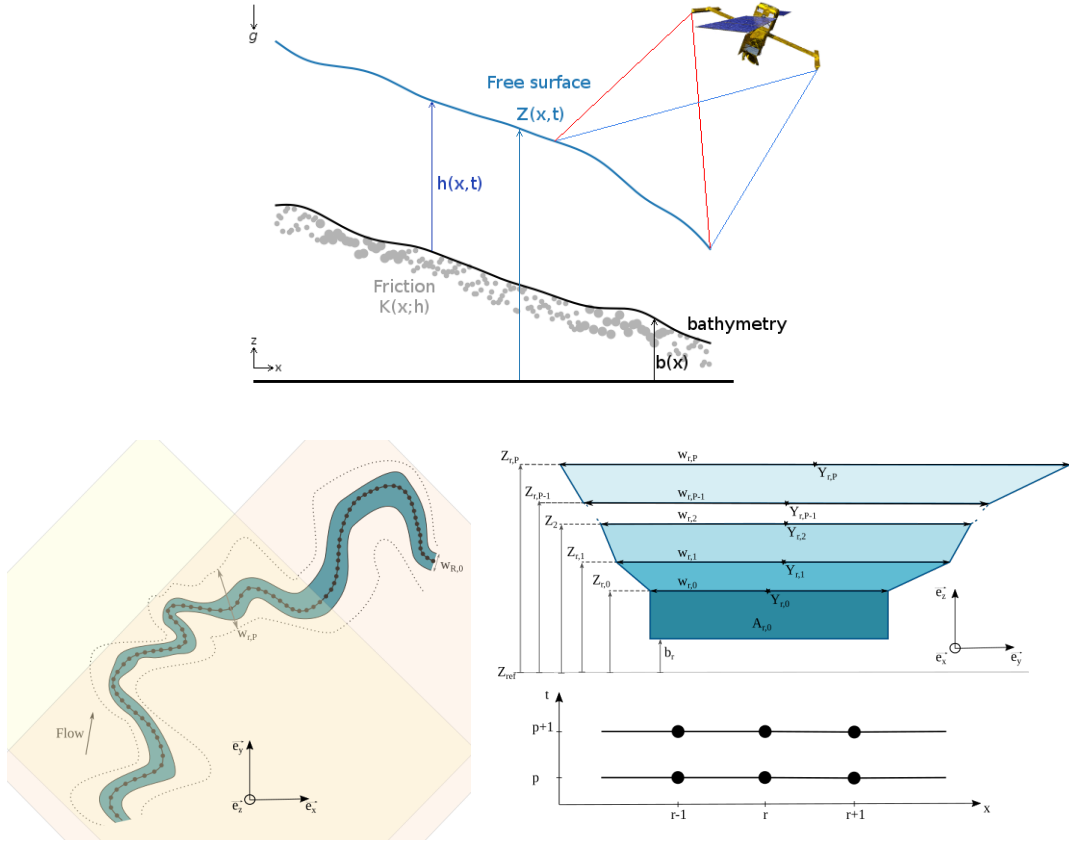 g
Free surface
Z(x,t)
h(x,t)
Friction
K(x;h)
bathymetry
b(x)
z
x
w_{R,0}
w_{r,P}
Flow
e_y
e_z
e_x
Z_{r,P}
w_{r,P}
Y_{r,P}
Z_{r,P-1}
w_{r,P-1}
Y_{r,P-1}
Z_2
w_{r,2}
Y_{r,2}
Z_{r,1}
w_{r,1}
Y_{r,1}
Z_{r,0}
w_{r,0}
Y_{r,0}
A_{r,0}
b_r
Z_{ref}
e_z
e_x
e_y
t
p+1
p
r-1
r
r+1
x